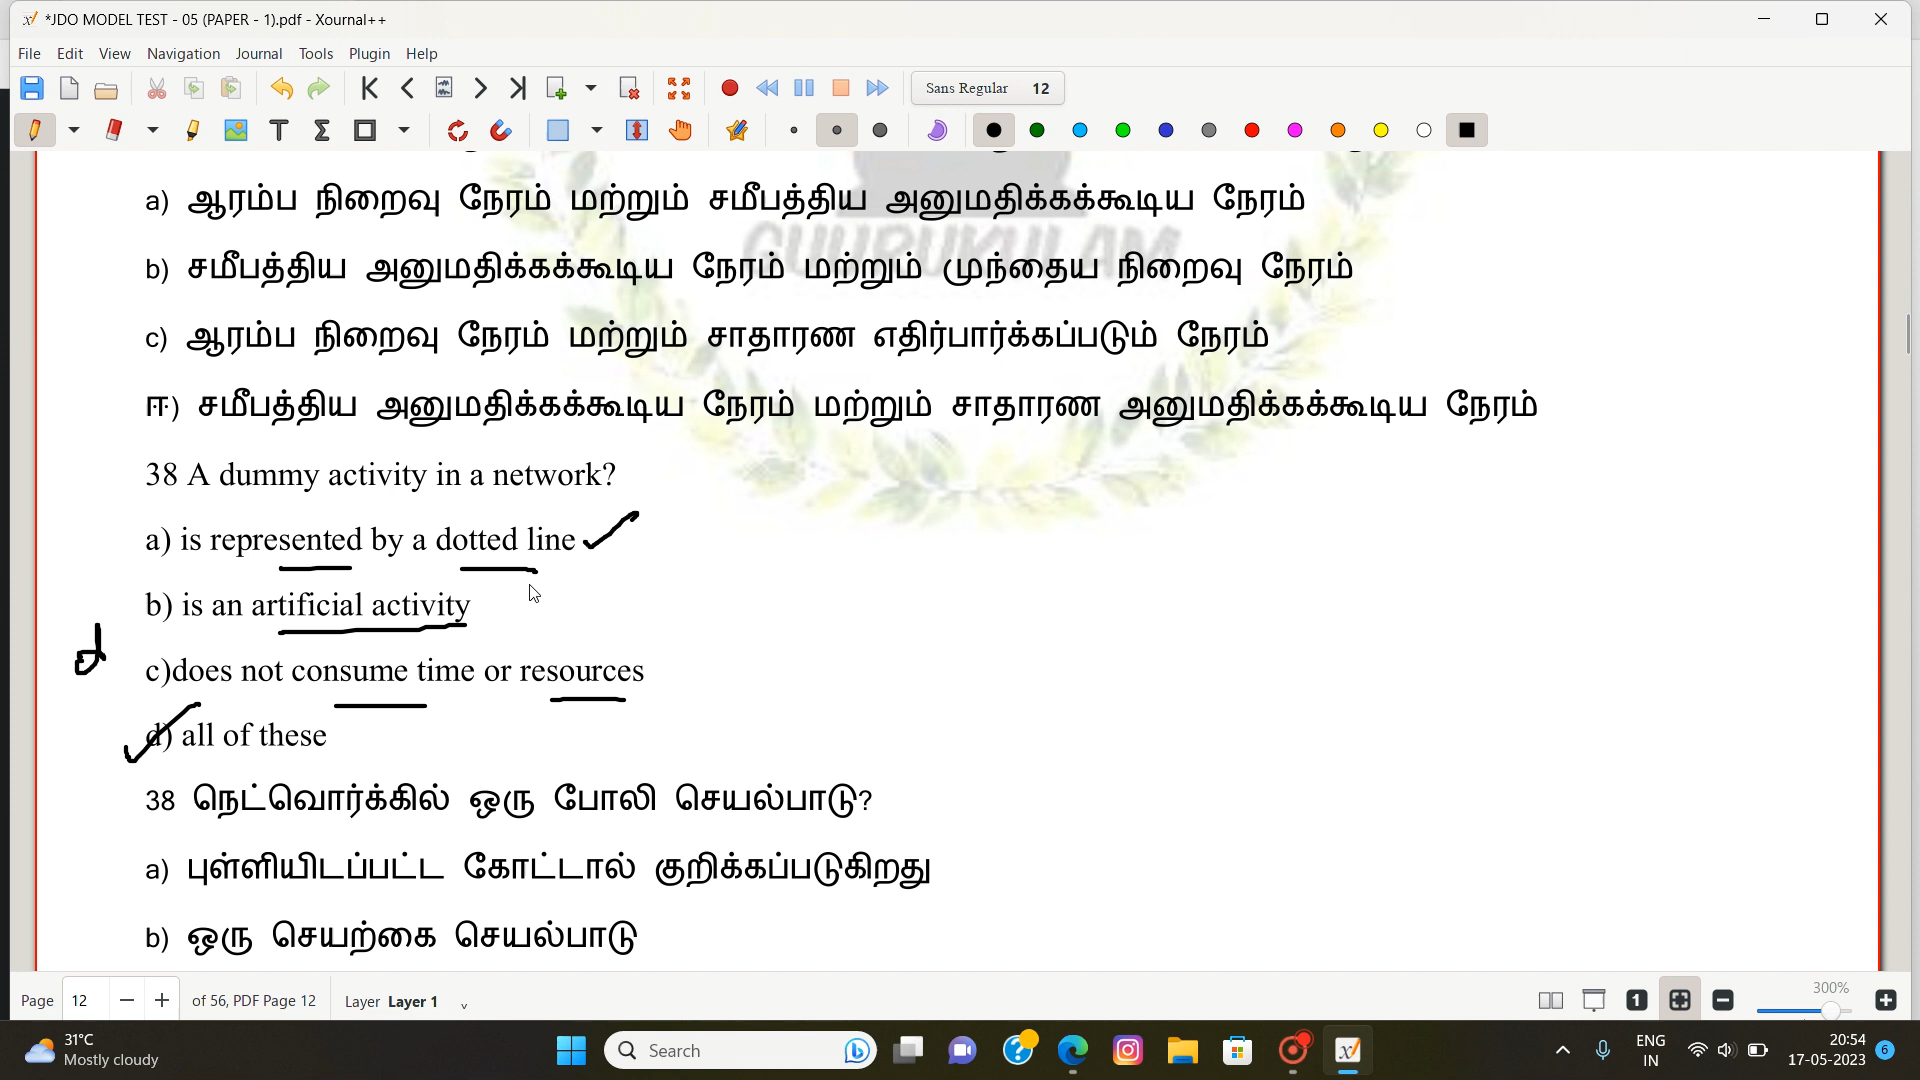 *JDO MODEL TEST - 05 (PAPER - 1).pdf - Xournal++
File Edit View Navigation Journal Tools Plugin Help
Sans Regular 12
GUURUKULAM
a) ஆரம்ப நிறைவு நேரம் மற்றும் சமீபத்திய அனுமதிக்கக்கூடிய நேரம்
b) சமீபத்திய அனுமதிக்கக்கூடிய நேரம் மற்றும் முந்தைய நிறைவு நேரம்
c) ஆரம்ப நிறைவு நேரம் மற்றும் சாதாரண எதிர்பார்க்கப்படும் நேரம்
ஈ) சமீபத்திய அனுமதிக்கக்கூடிய நேரம் மற்றும் சாதாரண அனுமதிக்கக்கூடிய நேரம்
38 A dummy activity in a network?
a) is represented by a dotted line
b) is an artificial activity
d
c)does not consume time or resources
d) all of these
38 நெட்வொர்க்கில் ஒரு போலி செயல்பாடு?
a) புள்ளியிடப்பட்ட கோட்டால் குறிக்கப்படுகிறது
b) ஒரு செயற்கை செயல்பாடு
Page 12 of 56, PDF Page 12 Layer Layer 1 300%
31°C
Mostly cloudy
Search
ENG
IN
20:54
17-05-2023
6